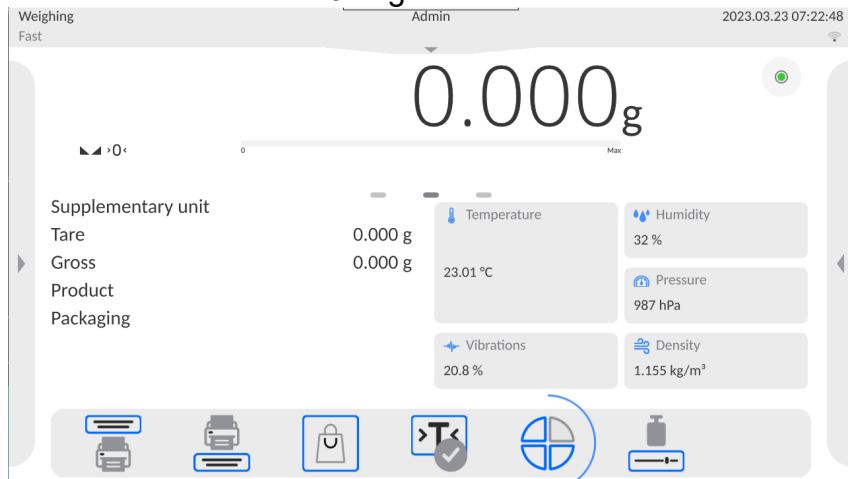 Weighing Admin 2023.03.23 07:22:48
Fast
0.000g
>0<
0 Max
Supplementary unit
Tare 0.000 g
Gross 0.000 g
Product
Packaging
Temperature
23.01 °C
Humidity
32 %
Pressure
987 hPa
Vibrations
20.8 %
Density
1.155 kg/m³
>T<